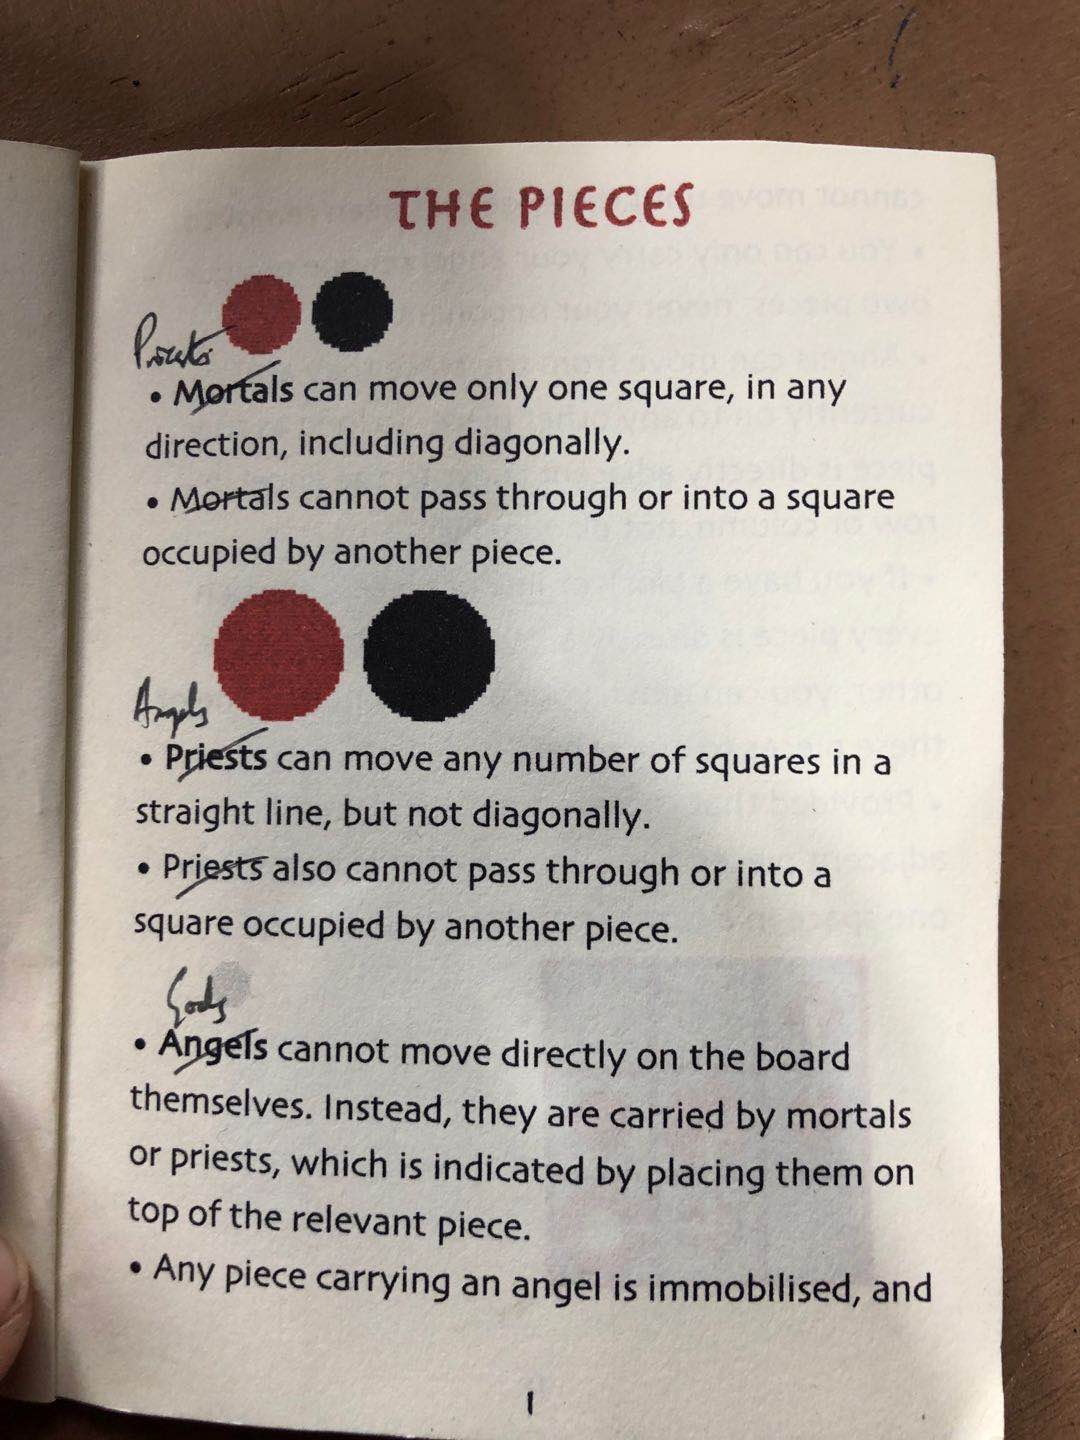 THE PIECES
Priests
• Mortals can move only one square, in any
direction, including diagonally.
• Mortals cannot pass through or into a square
occupied by another piece.
Angels
• Priests can move any number of squares in a
straight line, but not diagonally.
• Priests also cannot pass through or into a
square occupied by another piece.
Gods
• Angels cannot move directly on the board
themselves. Instead, they are carried by mortals
or priests, which is indicated by placing them on
top of the relevant piece.
• Any piece carrying an angel is immobilised, and
1